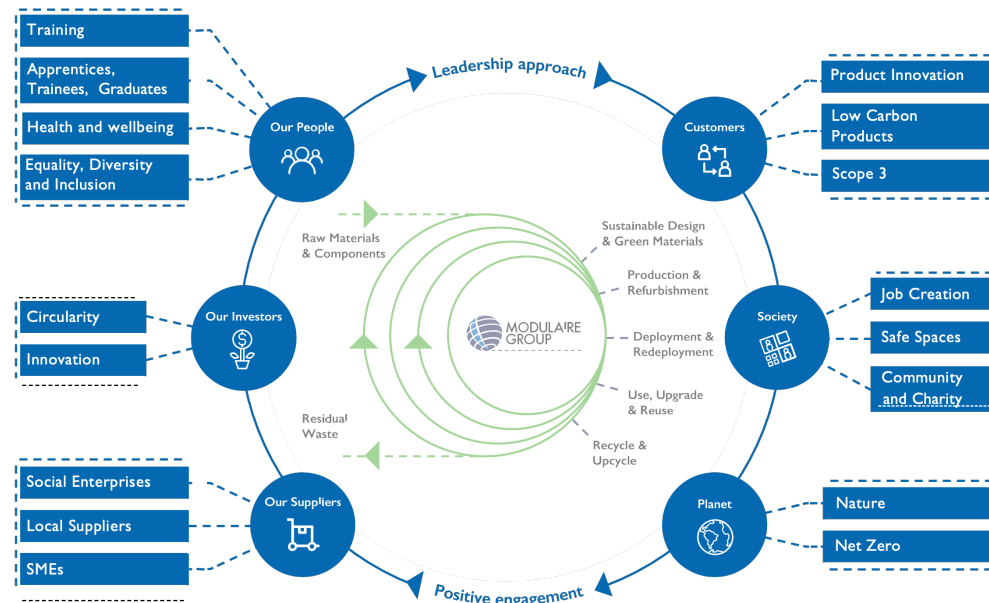 Training
Apprentices,
Trainees, Graduates
Health and wellbeing
Equality, Diversity
and Inclusion
Our People
Leadership approach
Customers
Product Innovation
Low Carbon
Products
Scope 3
Raw Materials
& Components
Sustainable Design
& Green Materials
Production &
Refurbishment
Circularity
Innovation
Our Investors
MODULAIRE
GROUP
Deployment &
Redeployment
Society
Job Creation
Safe Spaces
Community
and Charity
Use, Upgrade
& Reuse
Residual
Waste
Recycle &
Upcycle
Social Enterprises
Local Suppliers
SMEs
Our Suppliers
Planet
Nature
Net Zero
Positive engagement